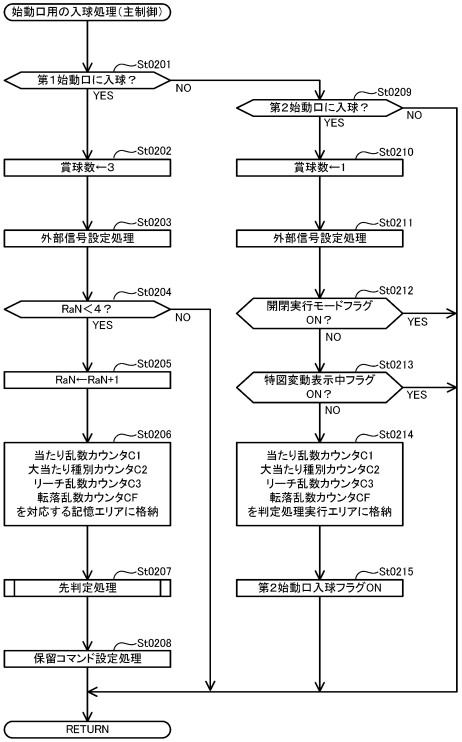 始動口用の入球処理(主制御)
St0201
第1始動口に入球?
YES
NO
St0202
賞球数←3
St0203
外部信号設定処理
St0204
RaN<4?
YES
NO
St0205
RaN←RaN+1
St0206
当たり乱数カウンタC1
大当たり種別カウンタC2
リーチ乱数カウンタC3
転落乱数カウンタCF
を対応する記憶エリアに格納
St0207
先判定処理
St0208
保留コマンド設定処理
RETURN
St0209
第2始動口に入球?
YES
NO
St0210
賞球数←1
St0211
外部信号設定処理
St0212
開閉実行モードフラグ
ON?
YES
NO
St0213
特図変動表示中フラグ
ON?
YES
NO
St0214
当たり乱数カウンタC1
大当たり種別カウンタC2
リーチ乱数カウンタC3
転落乱数カウンタCF
を判定処理実行エリアに格納
St0215
第2始動口入球フラグON